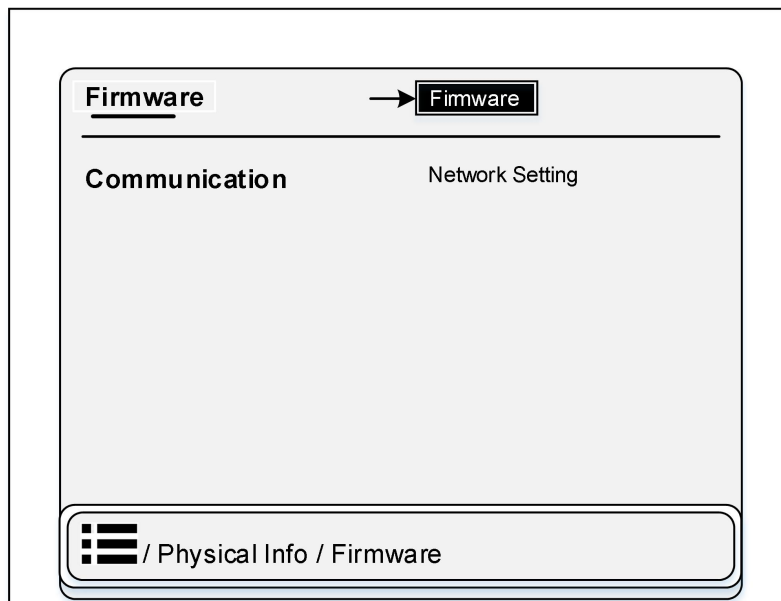 Firmware
Fimware
Communication
Network Setting
/ Physical Info / Firmware